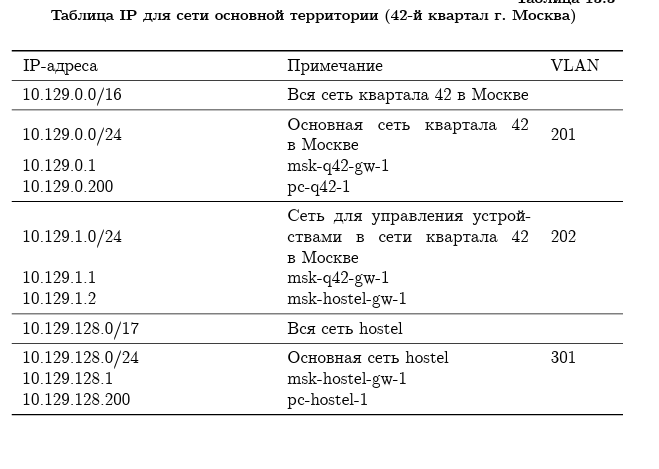 Таблица IP для сети основной территории (42-й квартал г. Москва)
IP-адреса Примечание VLAN
10.129.0.0/16 Вся сеть квартала 42 в Москве
10.129.0.0/24 Основная сеть квартала 42 в Москве 201
10.129.0.1 msk-q42-gw-1
10.129.0.200 pc-q42-1
10.129.1.0/24 Сеть для управления устрой-ствами в сети квартала 42 в Москве 202
10.129.1.1 msk-q42-gw-1
10.129.1.2 msk-hostel-gw-1
10.129.128.0/17 Вся сеть hostel
10.129.128.0/24 Основная сеть hostel 301
10.129.128.1 msk-hostel-gw-1
10.129.128.200 pc-hostel-1